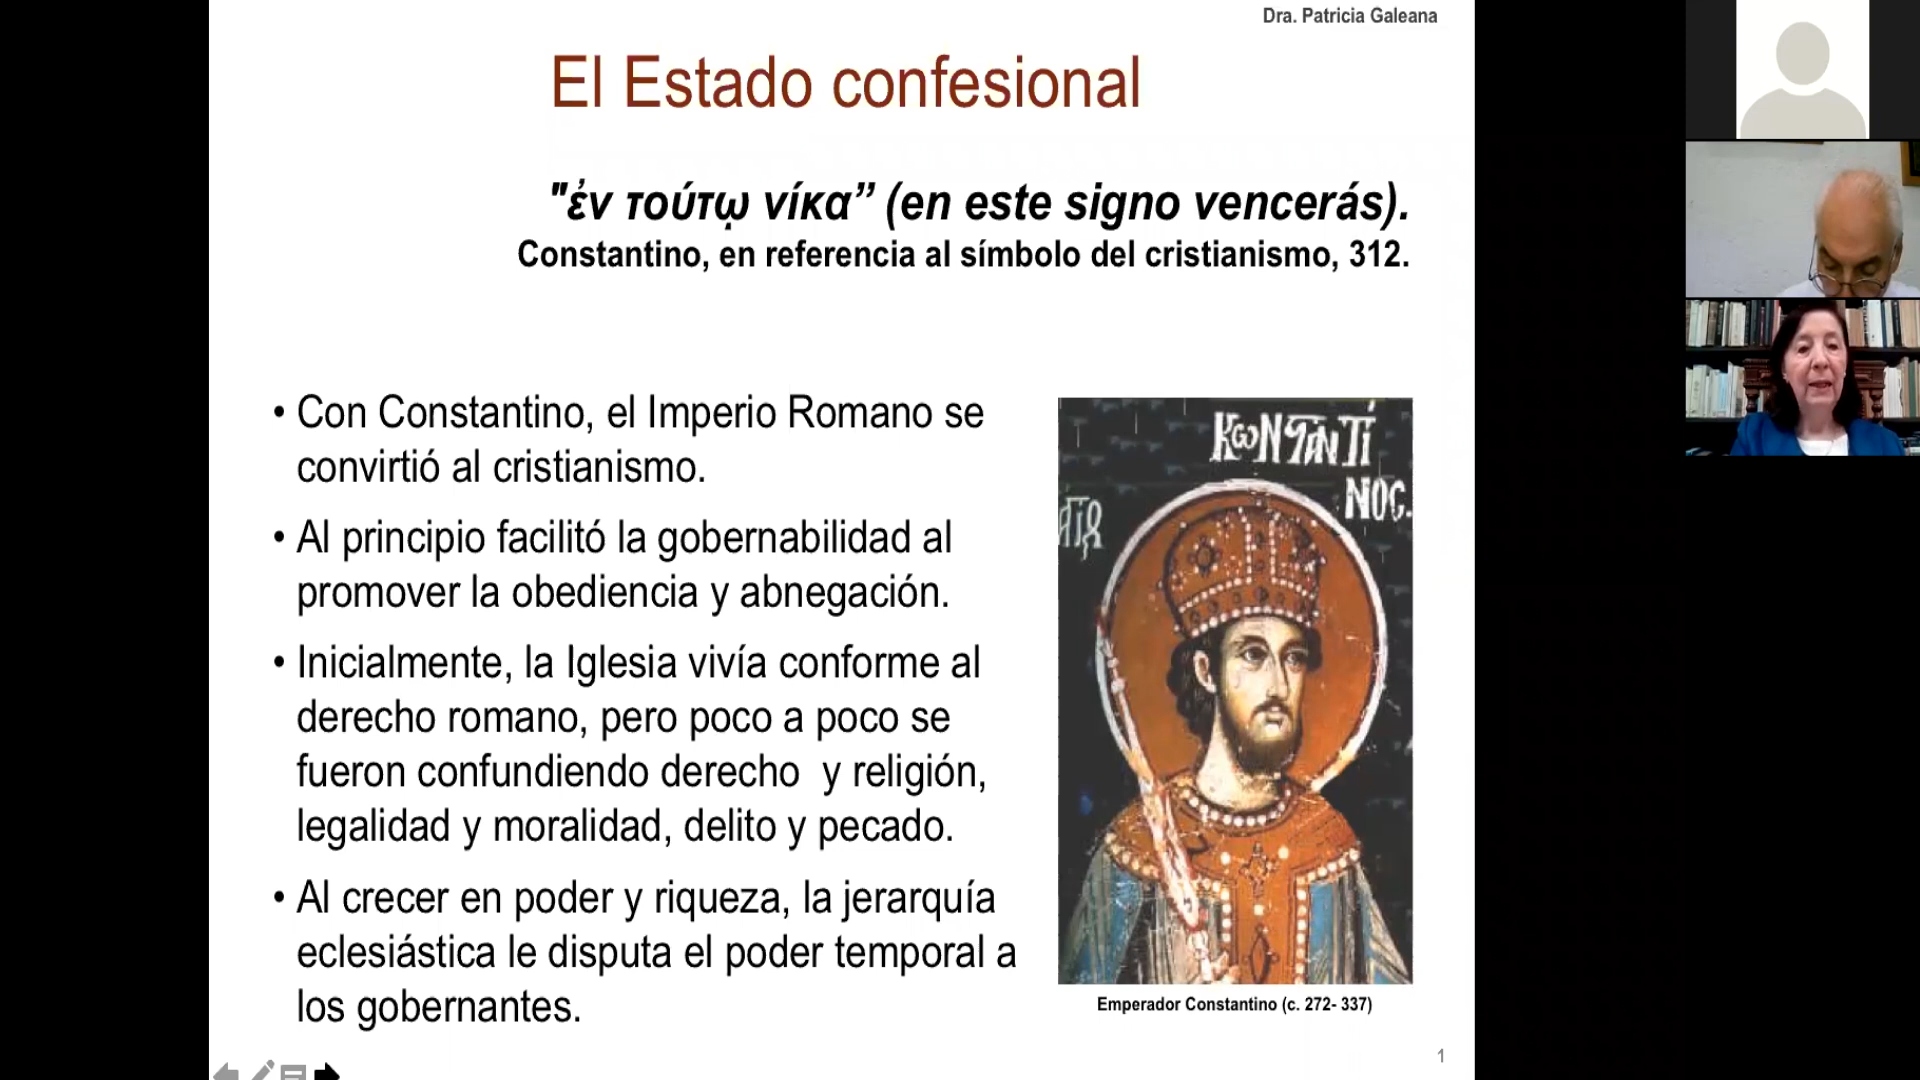 Dra. Patricia Galeana
El Estado confesional
"ἐν τούτῳ νίκα” (en este signo vencerás).
Constantino, en referencia al símbolo del cristianismo, 312.
• Con Constantino, el Imperio Romano se
convirtió al cristianismo.
• Al principio facilitó la gobernabilidad al
promover la obediencia y abnegación.
• Inicialmente, la Iglesia vivía conforme al
derecho romano, pero poco a poco se
fueron confundiendo derecho  y religión,
legalidad y moralidad, delito y pecado.
• Al crecer en poder y riqueza, la jerarquía
eclesiástica le disputa el poder temporal a
los gobernantes.
Emperador Constantino (c. 272- 337)
1